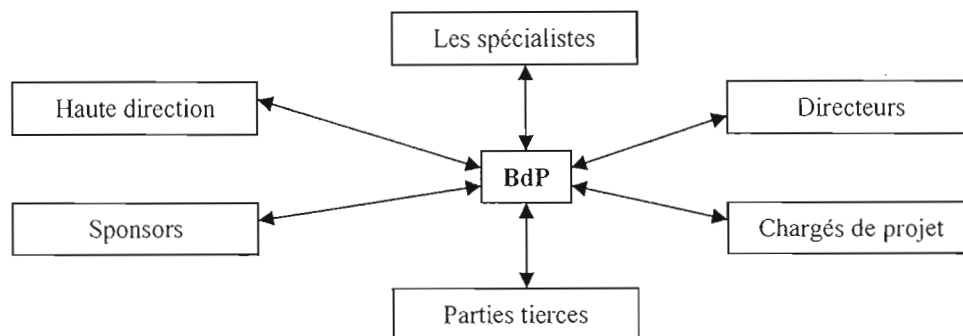 Les spécialistes
Haute direction
Directeurs
BdP
Sponsors
Chargés de projet
Parties tierces